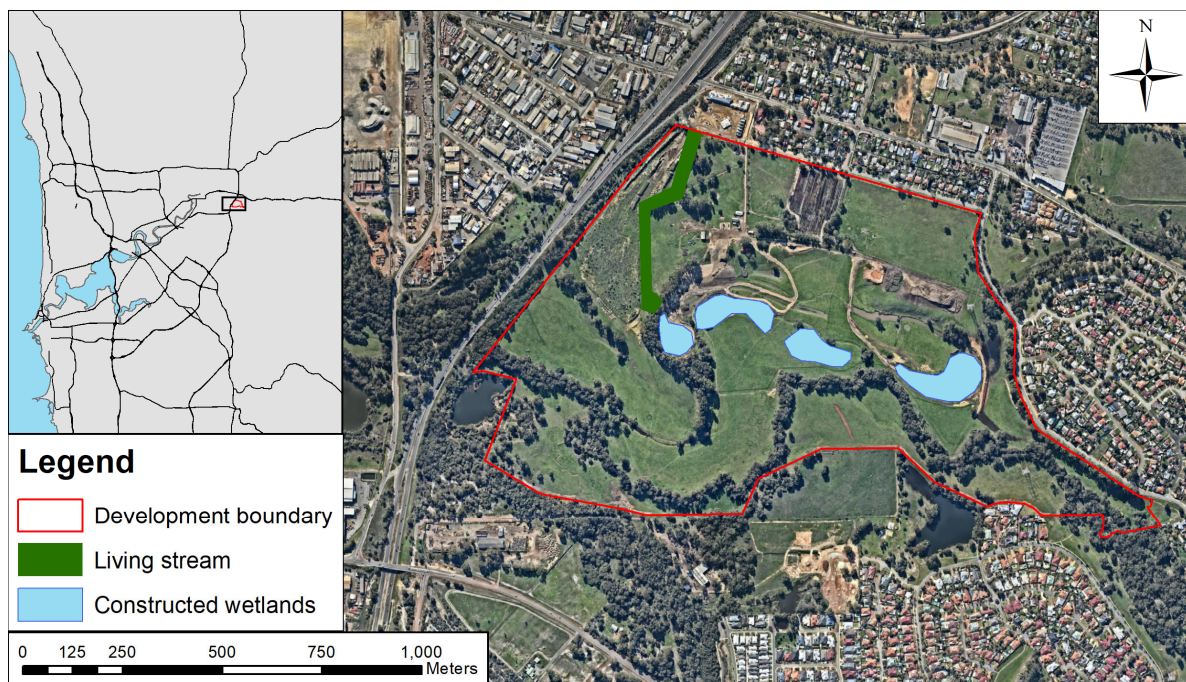 N
Legend
Development boundary
Living stream
Constructed wetlands
0 125 250 500 750 1,000
Meters